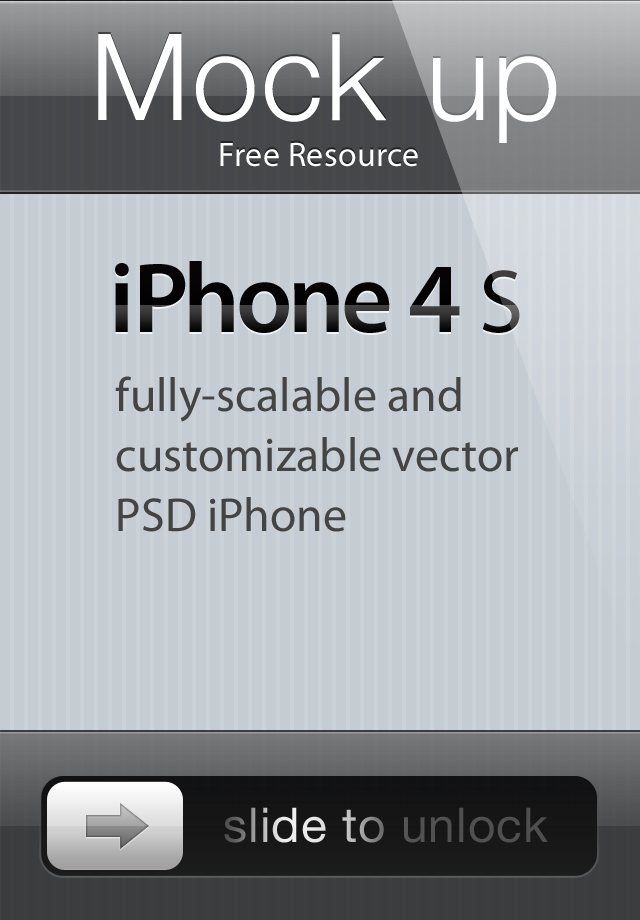 Mock up
Free Resource
iPhone 4 S
fully-scalable and
customizable vector
PSD iPhone
slide to unlock